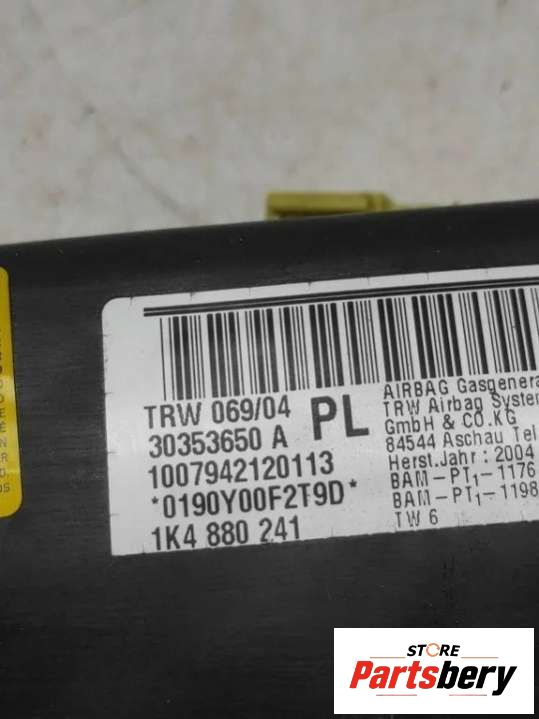 TRW 069/04
30353650 A
PL
1007942120113
*0190Y00F2T9D*
1K4 880 241
AIRBAG Gasgenera
TRW Airbag System
GmbH & CO.KG
84544 Aschau Tel
Herst.Jahr: 2004
BAM-PT1-1176
BAM-PT1-1198
TW 6
STORE
Partsbery